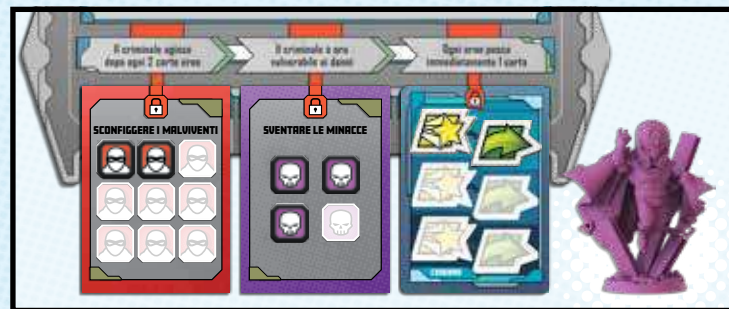 Il criminale agisce
dopo ogni 2 carte eroe
Il criminale è ora
vulnerabile ai danni
Ogni eroe pesca
immediatamente 1 carta
SCONFIGGERE I MALVIVENTI
SVENTARE LE MINACCE